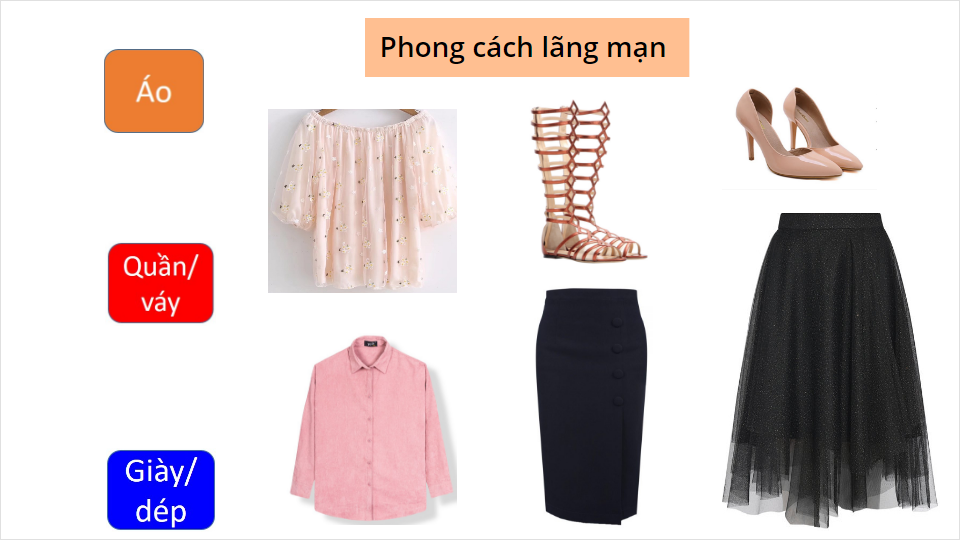 Phong cách lãng mạn
Áo
Quần/
váy
Giày/
dép